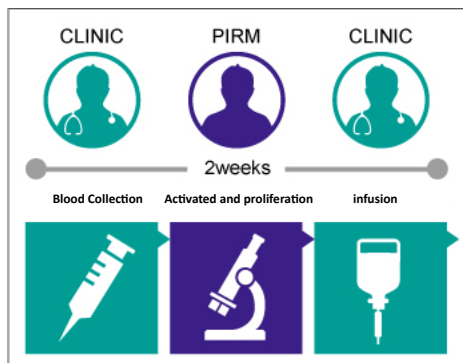 CLINIC PIRM CLINIC
2weeks
Blood Collection Activated and proliferation infusion